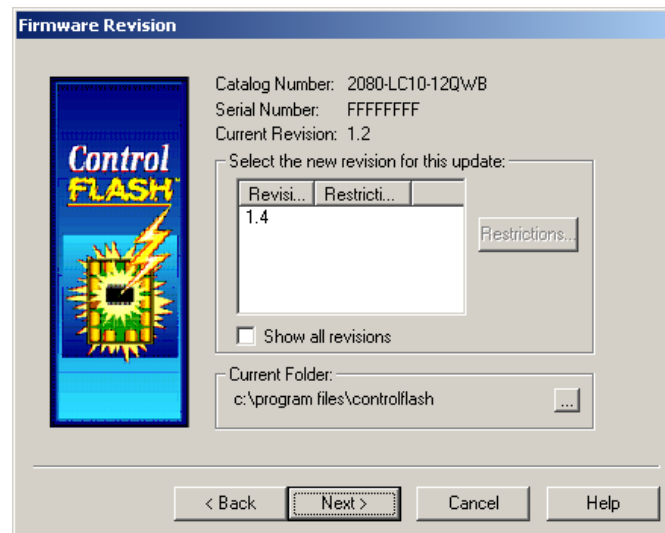 Firmware Revision
Control
FLASH™
Catalog Number: 2080-LC10-12QWB
Serial Number: FFFFFFFF
Current Revision: 1.2
Select the new revision for this update:
Revisi... Restricti...
1.4
Restrictions...
Show all revisions
Current Folder:
c:\program files\controlflash
...
< Back Next > Cancel Help